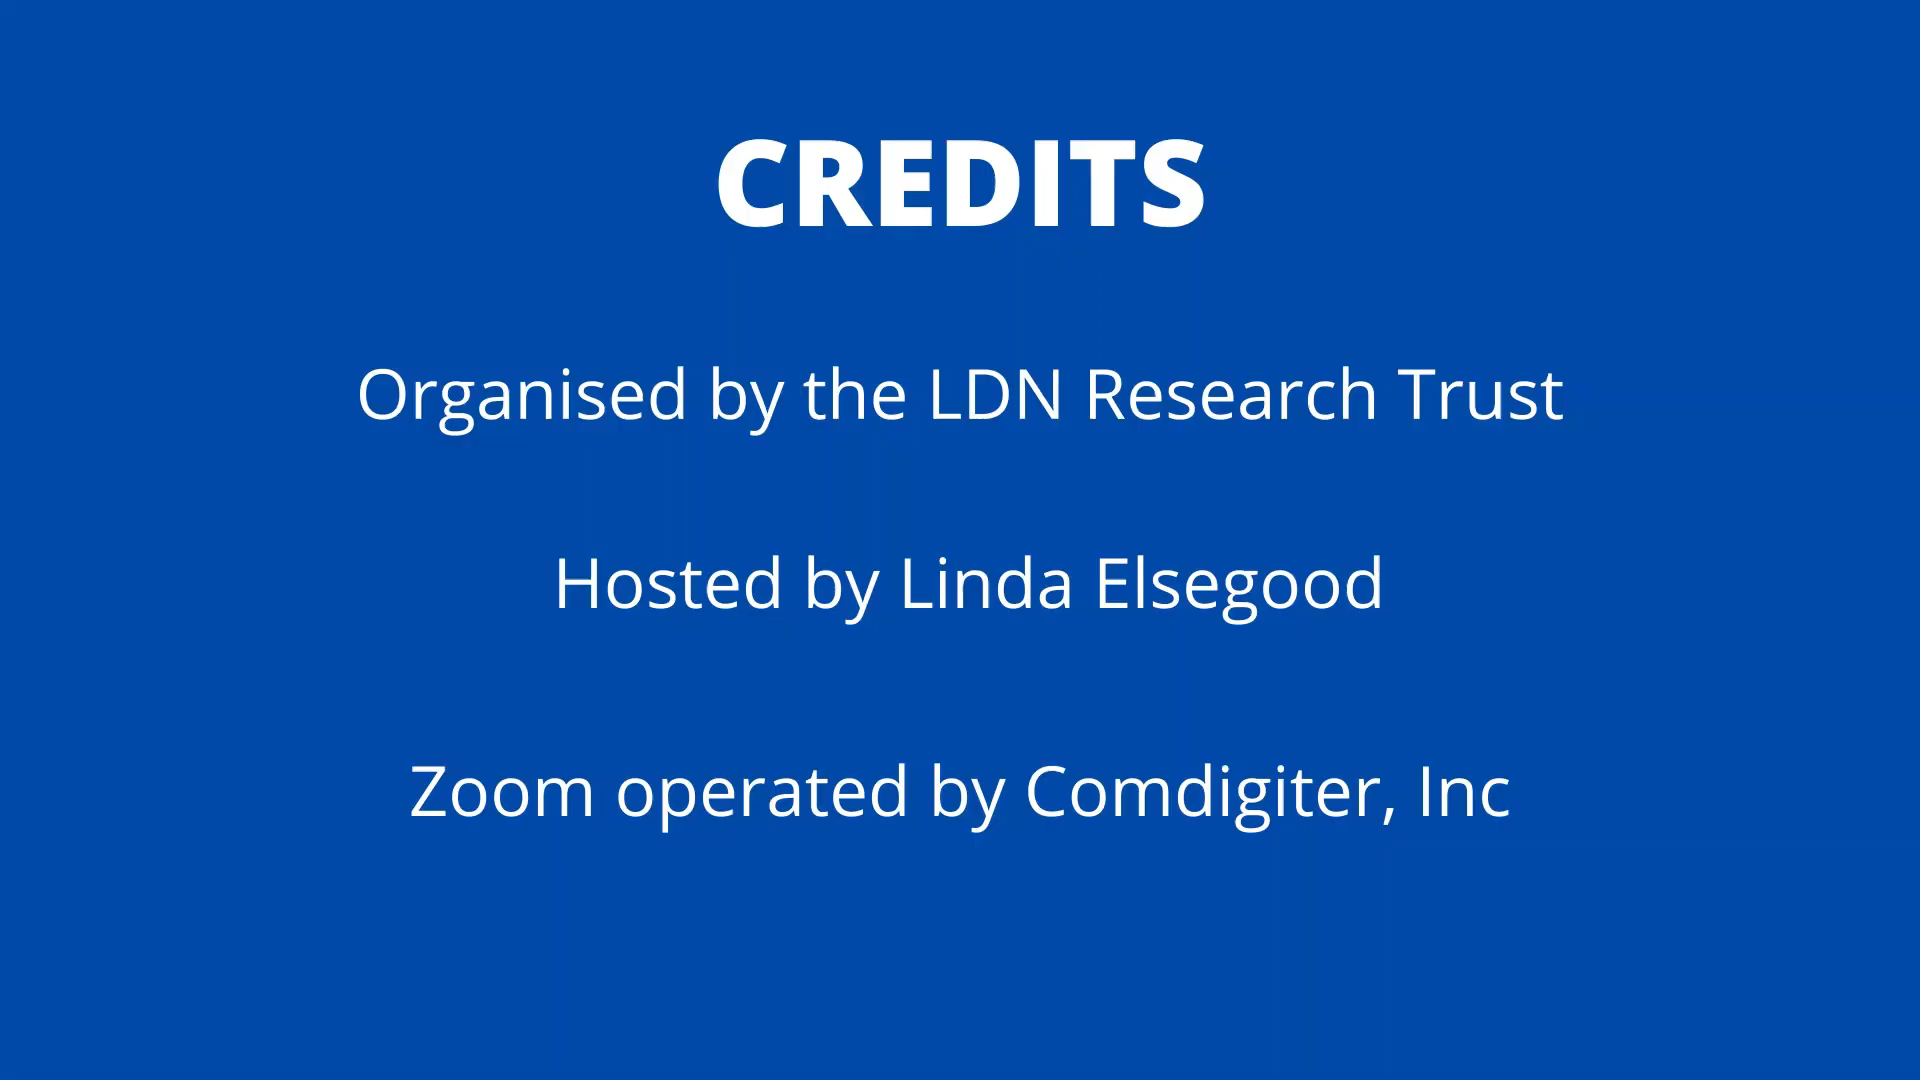 CREDITS
Organised by the LDN Research Trust
Hosted by Linda Elsegood
Zoom operated by Comdigiter, Inc